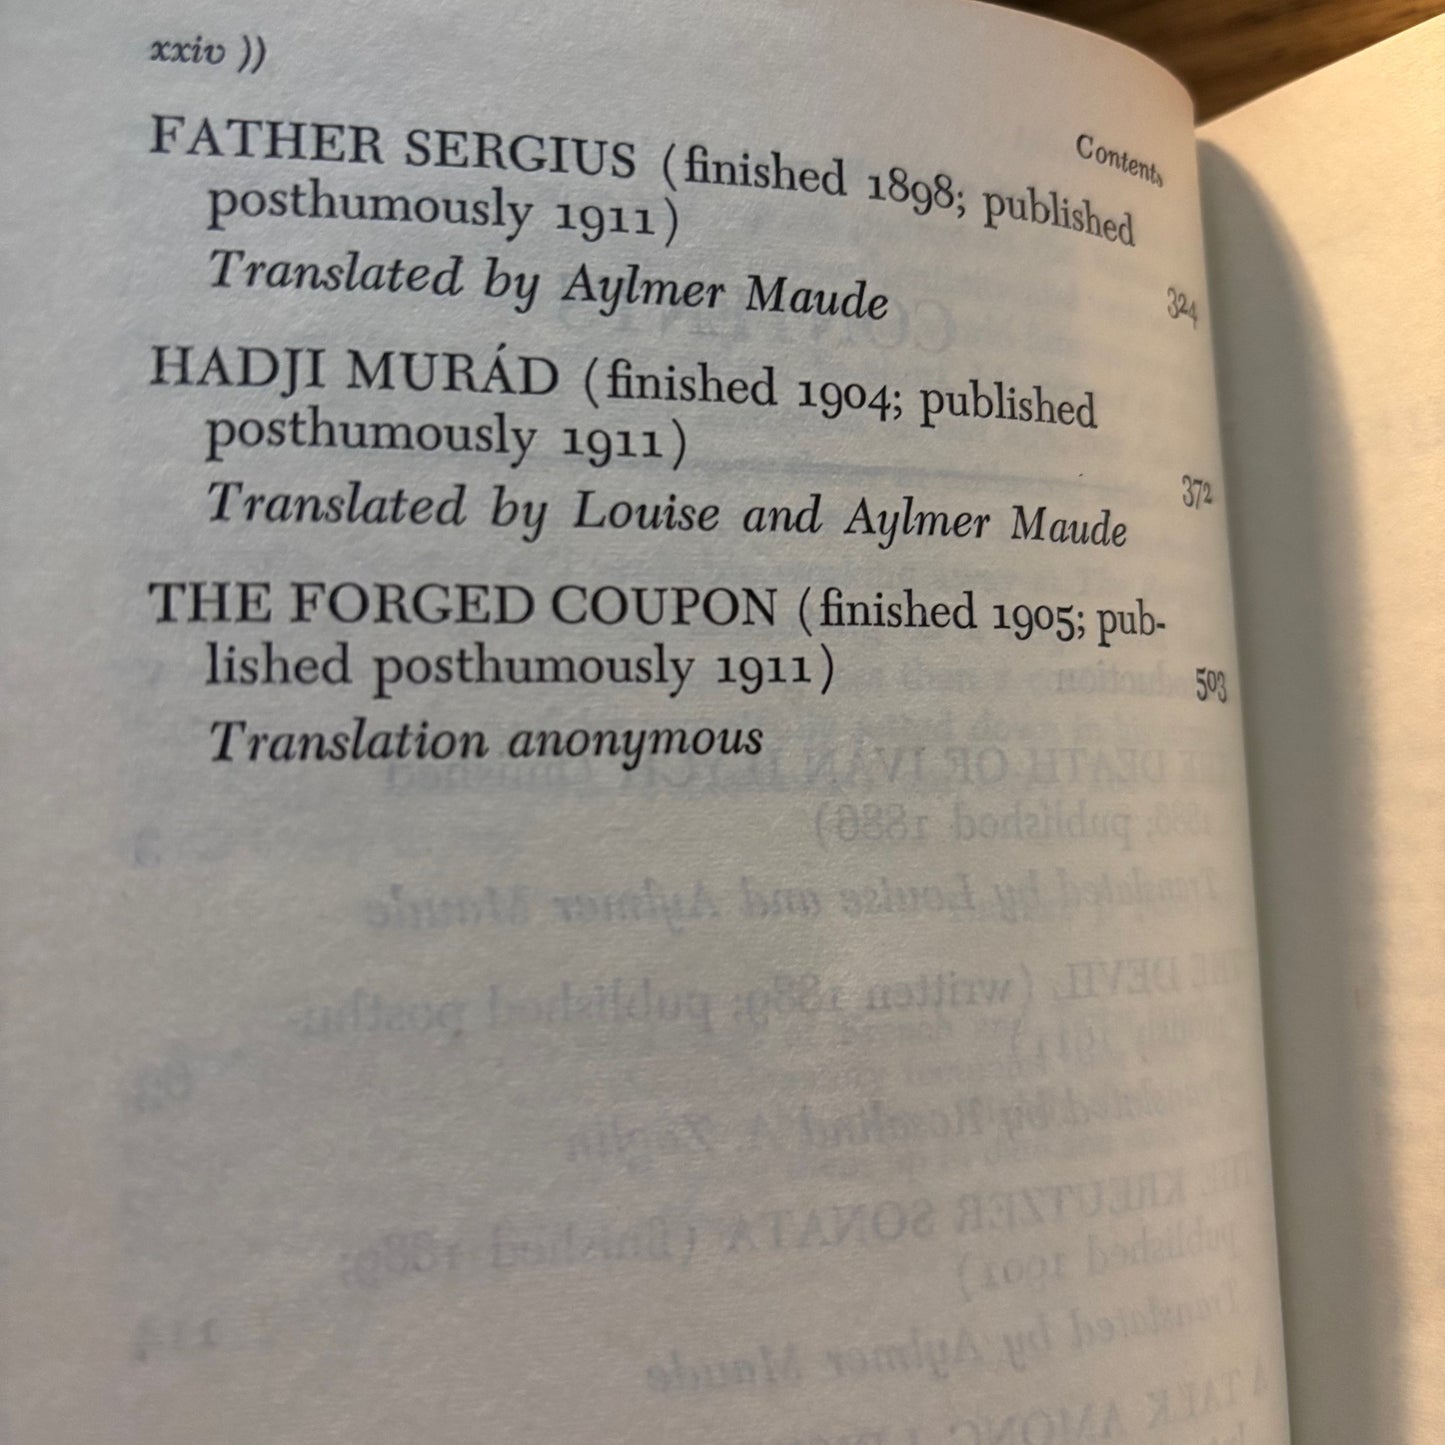 xxiv ))
Contents
FATHER SERGIUS (finished 1898; published
posthumously 1911)
Translated by Aylmer Maude
324
HADJI MURÁD (finished 1904; published
posthumously 1911)
372
Translated by Louise and Aylmer Maude
THE FORGED COUPON (finished 1905; pub-
lished posthumously 1911)
503
Translation anonymous